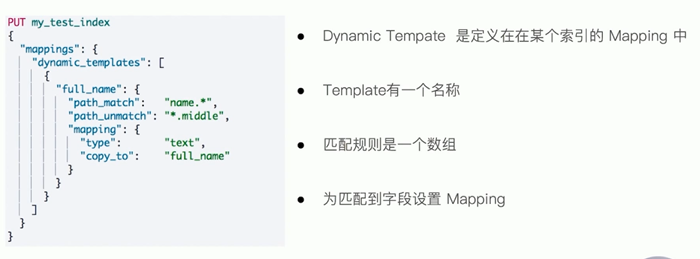 PUT my_test_index
{
"mappings": {
"dynamic_templates": [
{
"full_name": {
"path_match": "name.*",
"path_unmatch": "*.middle",
"mapping": {
"type": "text",
"copy_to": "full_name"
}
}
}
]
}
}
● Dynamic Tempate 是定义在在某个索引的 Mapping 中
● Template有一个名称
● 匹配规则是一个数组
● 为匹配到字段设置 Mapping